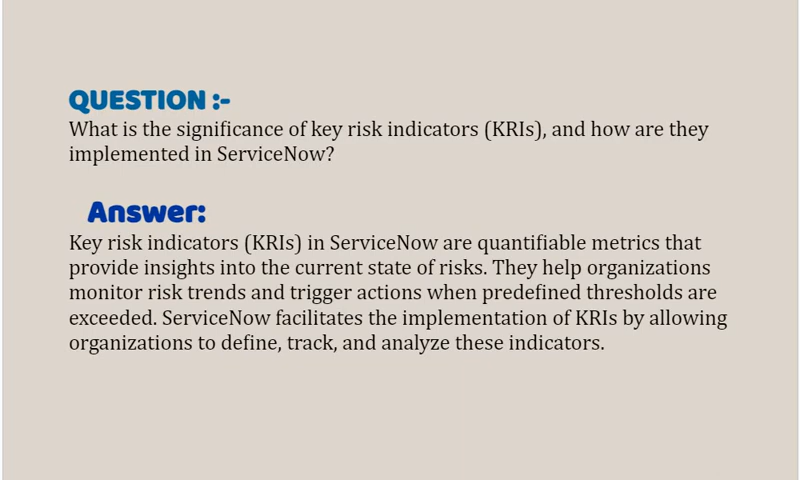 QUESTION :-
What is the significance of key risk indicators (KRIs), and how are they
implemented in ServiceNow?
Answer:
Key risk indicators (KRIs) in ServiceNow are quantifiable metrics that
provide insights into the current state of risks. They help organizations
monitor risk trends and trigger actions when predefined thresholds are
exceeded. ServiceNow facilitates the implementation of KRIs by allowing
organizations to define, track, and analyze these indicators.